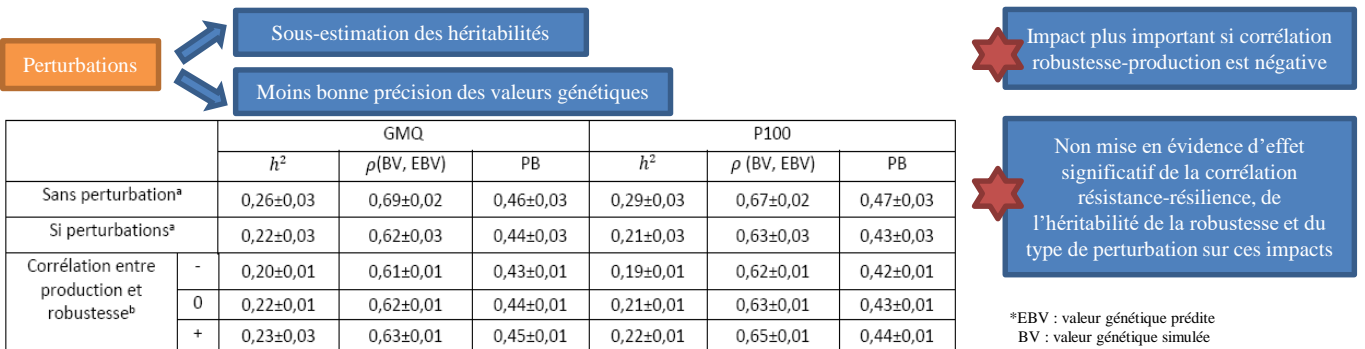 Perturbations
Sous-estimation des héritabilités
Moins bonne précision des valeurs génétiques
Impact plus important si corrélation
robustesse-production est négative
Non mise en évidence d’effet
significatif de la corrélation
résistance-résilience, de
l’héritabilité de la robustesse et du
type de perturbation sur ces impacts
GMQ P100
h² ρ(BV, EBV) PB h² ρ (BV, EBV) PB
Sans perturbationᵃ 0,26±0,03 0,69±0,02 0,46±0,03 0,29±0,03 0,67±0,02 0,47±0,03
Si perturbationsᵃ 0,22±0,03 0,62±0,03 0,44±0,03 0,21±0,03 0,63±0,03 0,43±0,03
Corrélation entre
production et
robustesseᵇ
- 0,20±0,01 0,61±0,01 0,43±0,01 0,19±0,01 0,62±0,01 0,42±0,01
0 0,22±0,01 0,62±0,01 0,44±0,01 0,21±0,01 0,63±0,01 0,43±0,01
+ 0,23±0,03 0,63±0,01 0,45±0,01 0,22±0,01 0,65±0,01 0,44±0,01
*EBV : valeur génétique prédite
BV : valeur génétique simulée